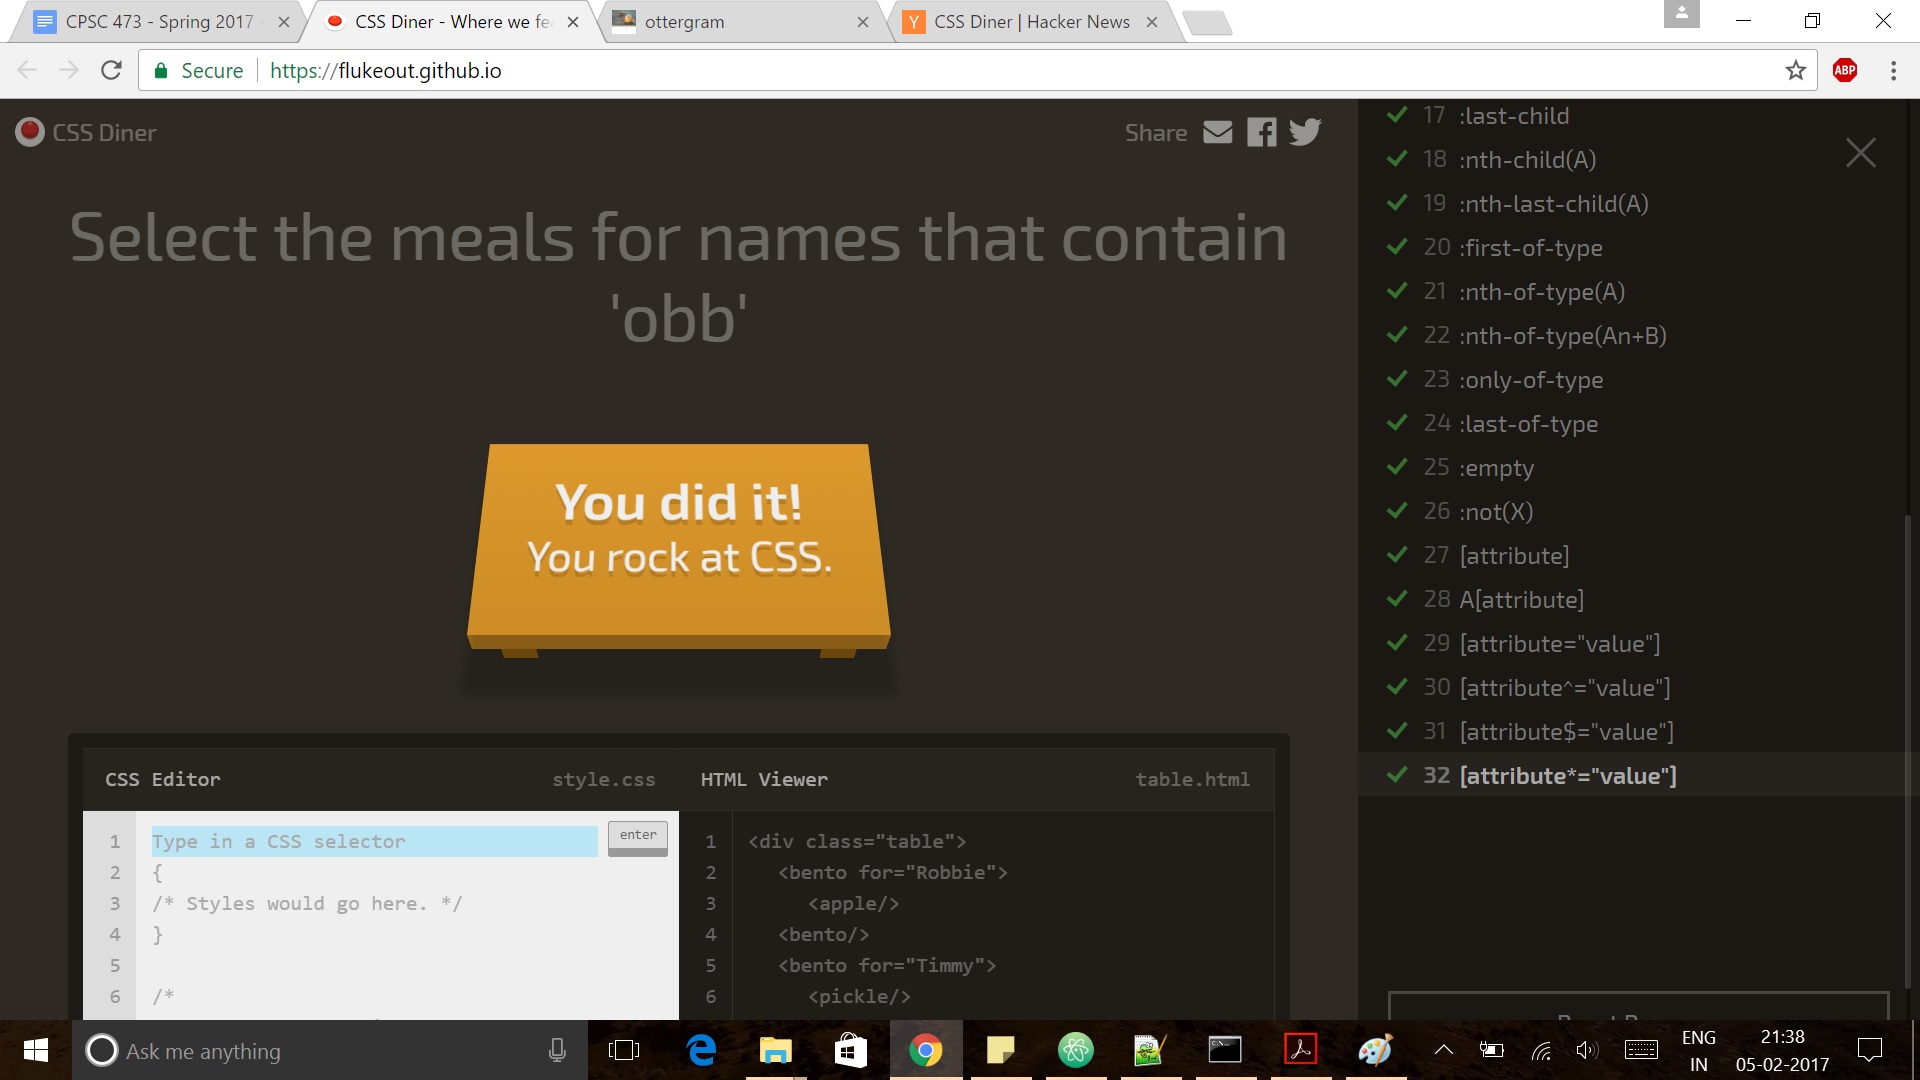 CPSC 473 - Spring 2017 -
CSS Diner - Where we fe
ottergram
CSS Diner | Hacker News
Secure
https://flukeout.github.io
ABP
CSS Diner
Share
Select the meals for names that contain
'obb'
You did it!
You rock at CSS.
CSS Editor style.css
1 Type in a CSS selector enter
2 {
3 /* Styles would go here. */
4 }
5
6 /*
HTML Viewer table.html
1 <div class="table">
2 <bento for="Robbie">
3 <apple/>
4 <bento/>
5 <bento for="Timmy">
6 <pickle/>
17 :last-child
18 :nth-child(A)
19 :nth-last-child(A)
20 :first-of-type
21 :nth-of-type(A)
22 :nth-of-type(An+B)
23 :only-of-type
24 :last-of-type
25 :empty
26 :not(X)
27 [attribute]
28 A[attribute]
29 [attribute="value"]
30 [attribute^="value"]
31 [attribute$="value"]
32 [attribute*="value"]
Ask me anything
ENG
IN
21:38
05-02-2017